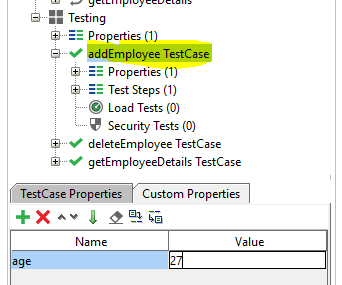 getEmployeeDetails
Testing
Properties (1)
addEmployee TestCase
Properties (1)
Test Steps (1)
Load Tests (0)
Security Tests (0)
deleteEmployee TestCase
getEmployeeDetails TestCase
TestCase Properties Custom Properties
Name Value
age 27